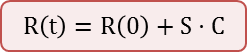 R(t) = R(0) + S · C